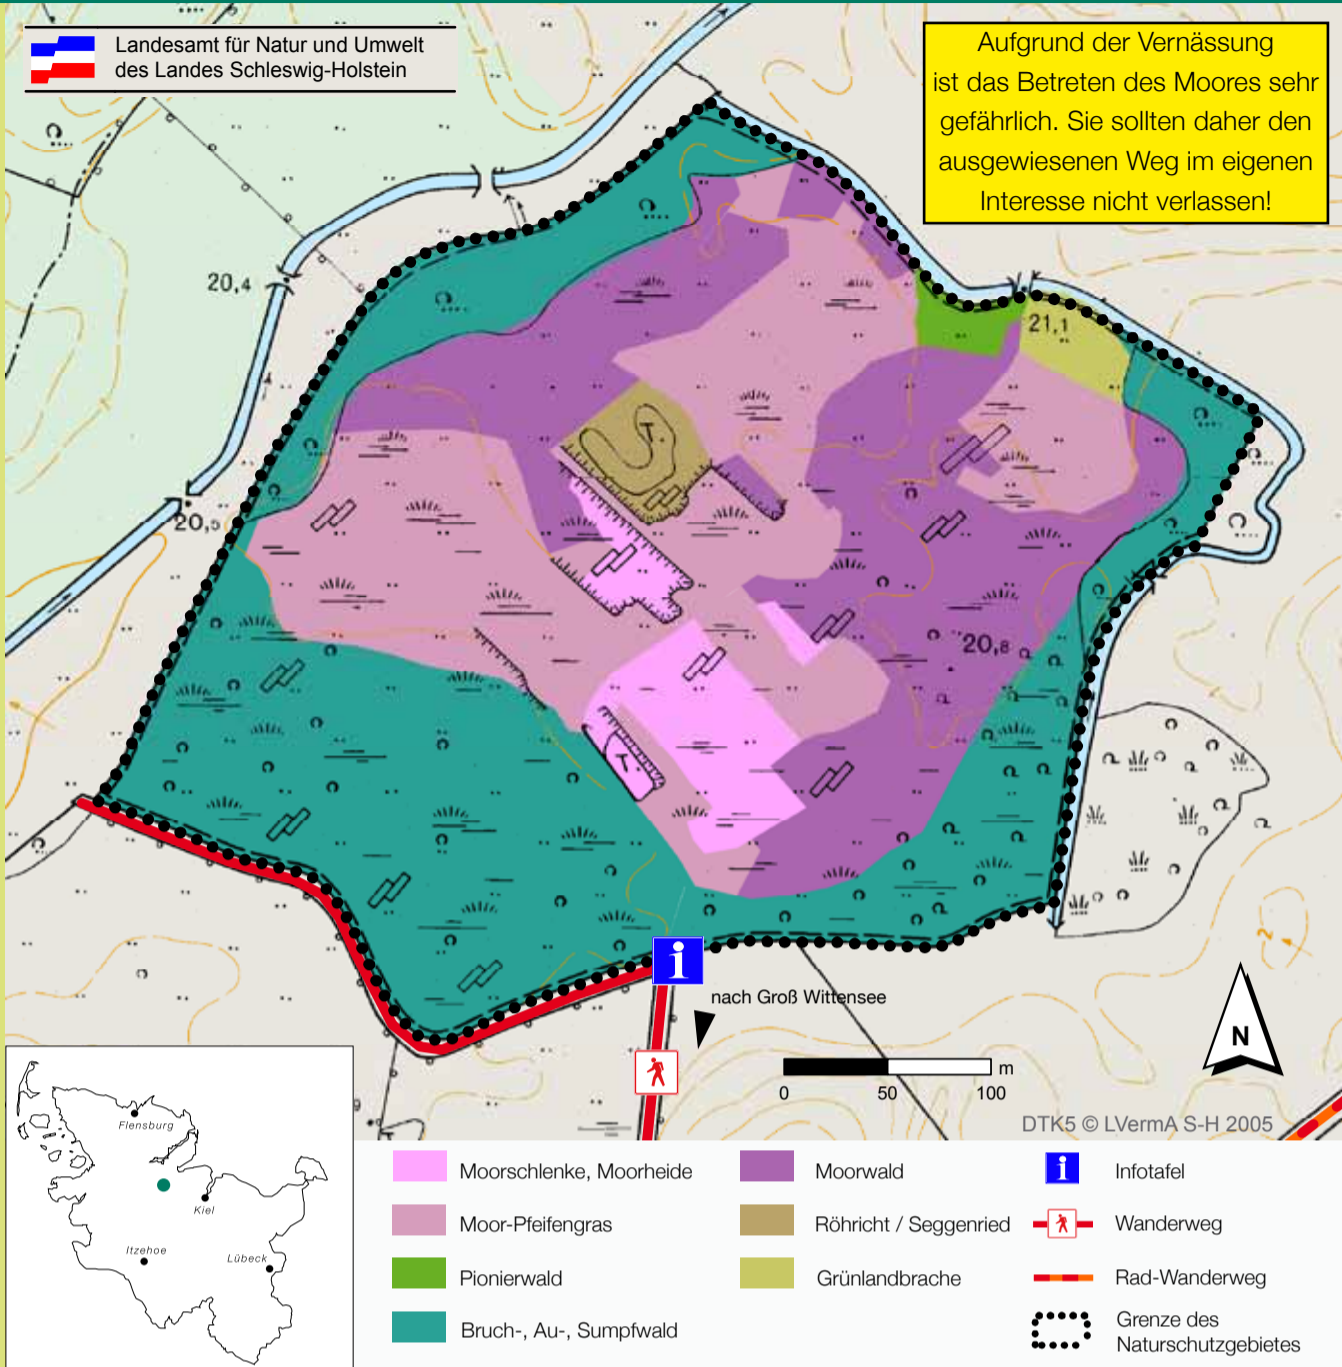 Landesamt für Natur und Umwelt
des Landes Schleswig-Holstein
Aufgrund der Vernässung
ist das Betreten des Moores sehr
gefährlich. Sie sollten daher den
ausgewiesenen Weg im eigenen
Interesse nicht verlassen!
20,4
21,1
20,5
20,8
nach Groß Wittensee
N
m
0 50 100
DTK5 © LVermA S-H 2005
Flensburg
Kiel
Itzehoe
Lübeck
Moorschlenke, Moorheide
Moor-Pfeifengras
Pionierwald
Bruch-, Au-, Sumpfwald
Moorwald
Röhricht / Seggenried
Grünlandbrache
i
i
Infotafel
Wanderweg
Rad-Wanderweg
Grenze des
Naturschutzgebietes